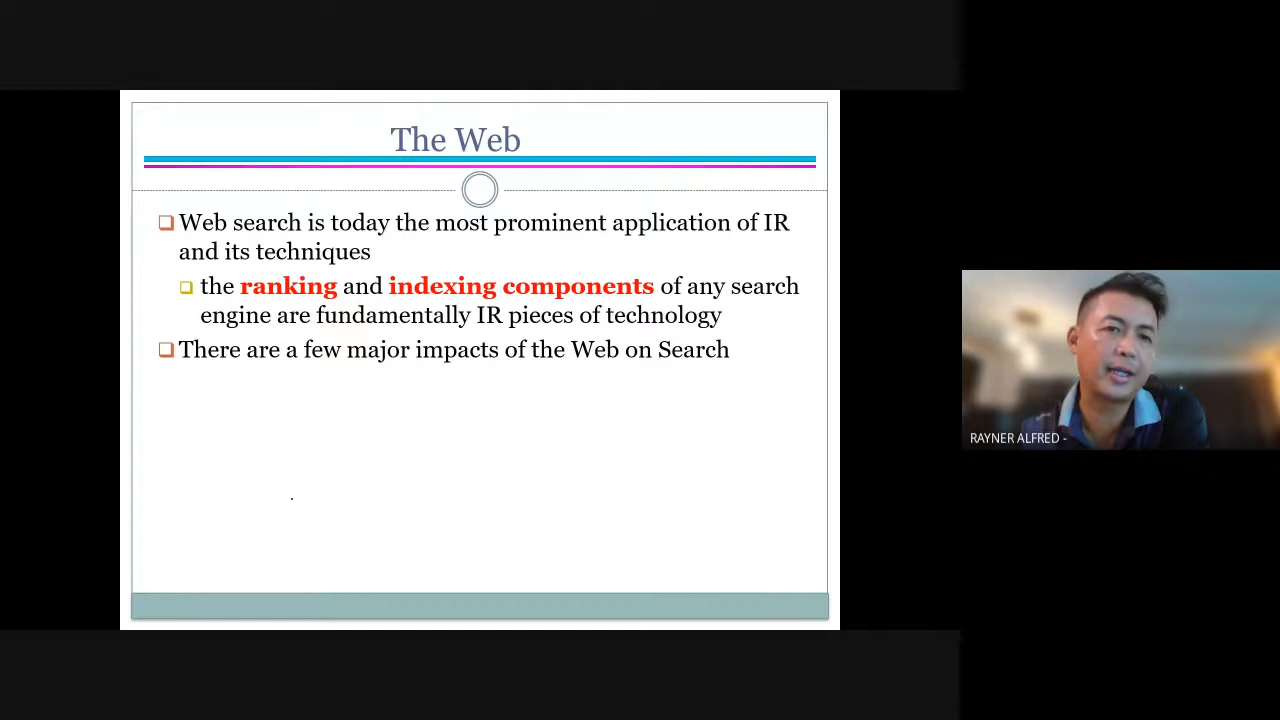 The Web
Web search is today the most prominent application of IR
and its techniques
the ranking and indexing components of any search
engine are fundamentally IR pieces of technology
There are a few major impacts of the Web on Search
RAYNER ALFRED -